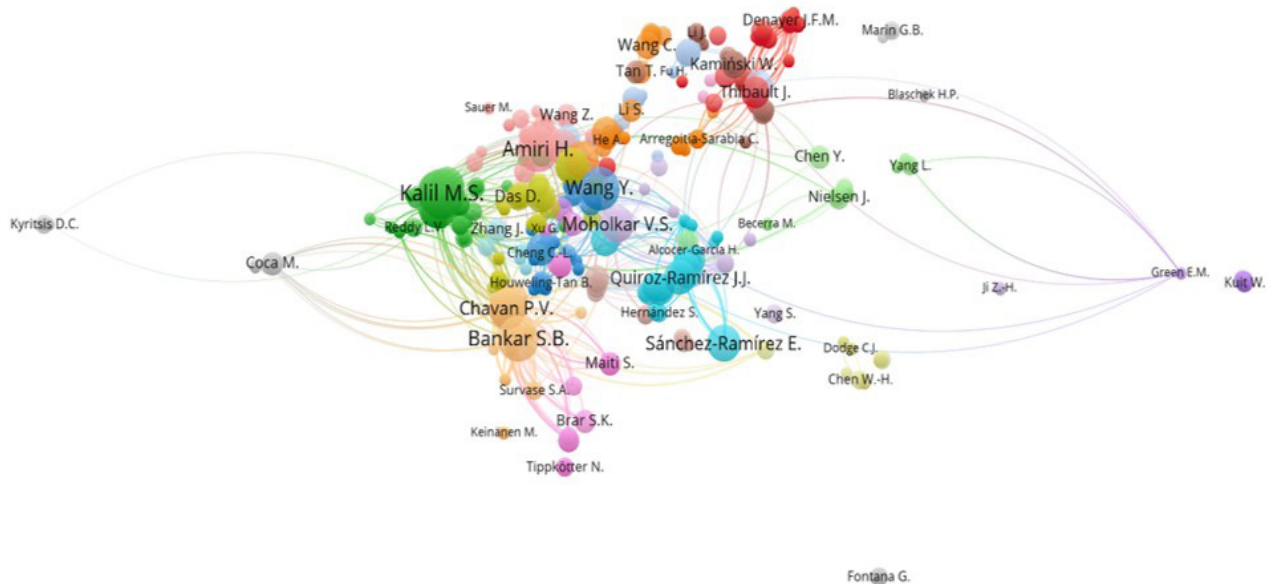 Denayer J.F.M.
Marin G.B.
Li J.
Wang C.
Kamiński W.
Tan T.
Fu H.
Thibault J.
Blaschek H.P.
Sauer M.
Wang Z.
Li S.
He A.
Arregoitia-Sarabia C.
Amiri H.
Chen Y.
Yang L.
Kalil M.S.
Das D.
Wang Y.
Nielsen J.
Kyritsis D.C.
Reddy L.V.
Zhang J.
Xu G.
Moholkar V.S.
Becerra M.
Cheng C.-L.
Alcocer-Garcia H.
Coca M.
Houweling-Tan B.
Quiroz-Ramírez J.J.
Green E.M.
Ji Z.-H.
Kuit W.
Chavan P.V.
Hernández S.
Yang S.
Bankar S.B.
Sánchez-Ramírez E.
Dodge C.J.
Maiti S.
Chen W.-H.
Survase S.A.
Brar S.K.
Keinanen M.
Tippkötter N.
Fontana G.